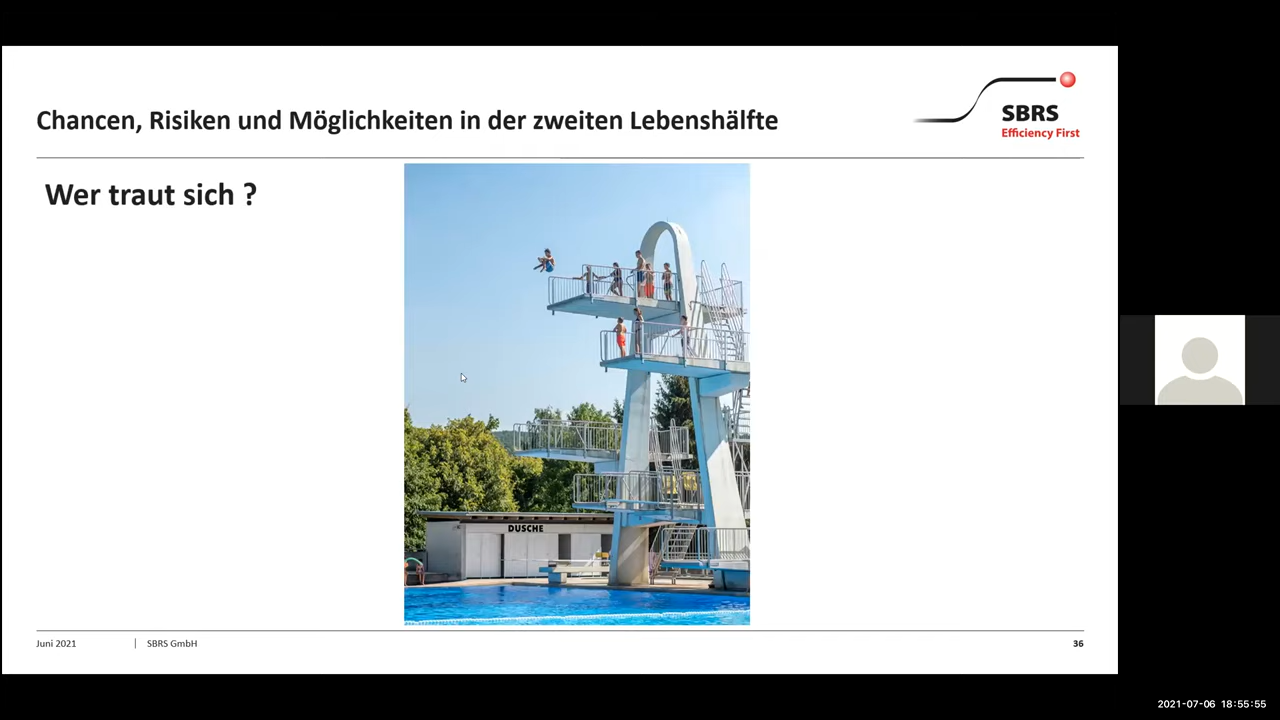 Chancen, Risiken und Möglichkeiten in der zweiten Lebenshälfte
SBRS
Efficiency First
Wer traut sich ?
DUSCHE
Juni 2021
SBRS GmbH
36
2021-07-06 18:55:55